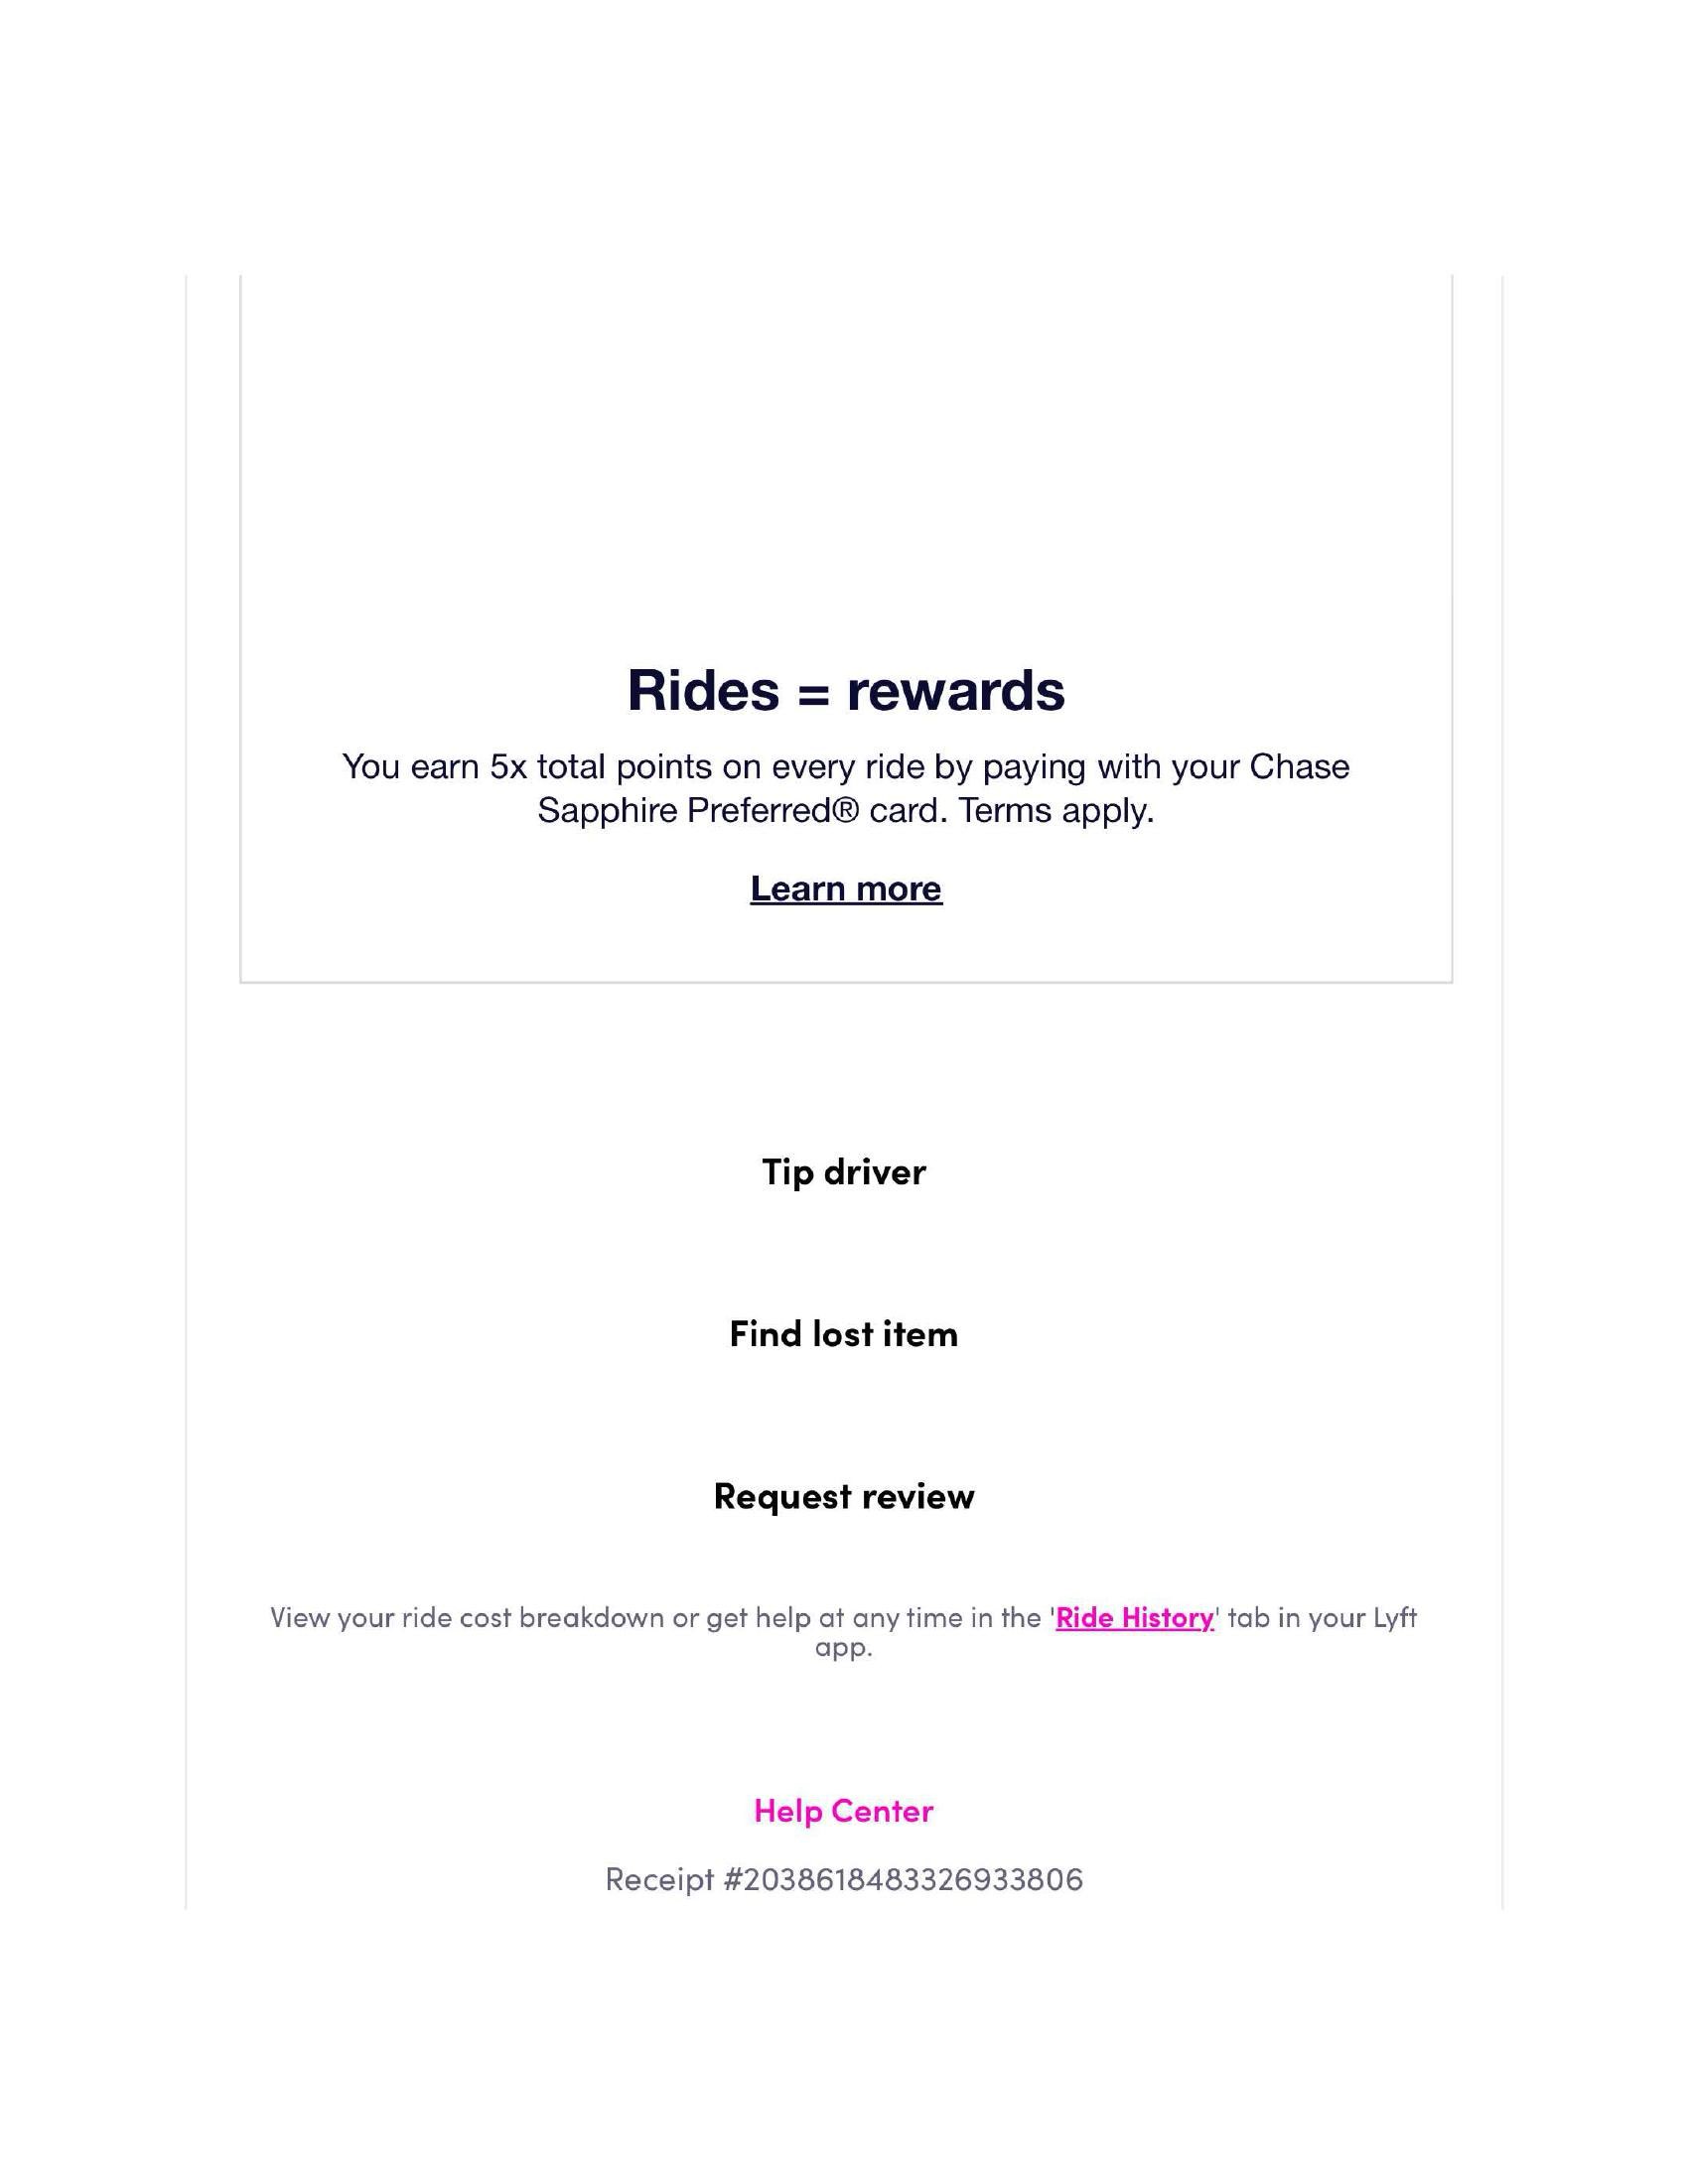 Rides = rewards
You earn 5x total points on every ride by paying with your Chase
Sapphire Preferred® card. Terms apply.
Learn more
Tip driver
Find lost item
Request review
View your ride cost breakdown or get help at any time in the 'Ride History' tab in your Lyft
app.
Help Center
Receipt #2038618483326933806